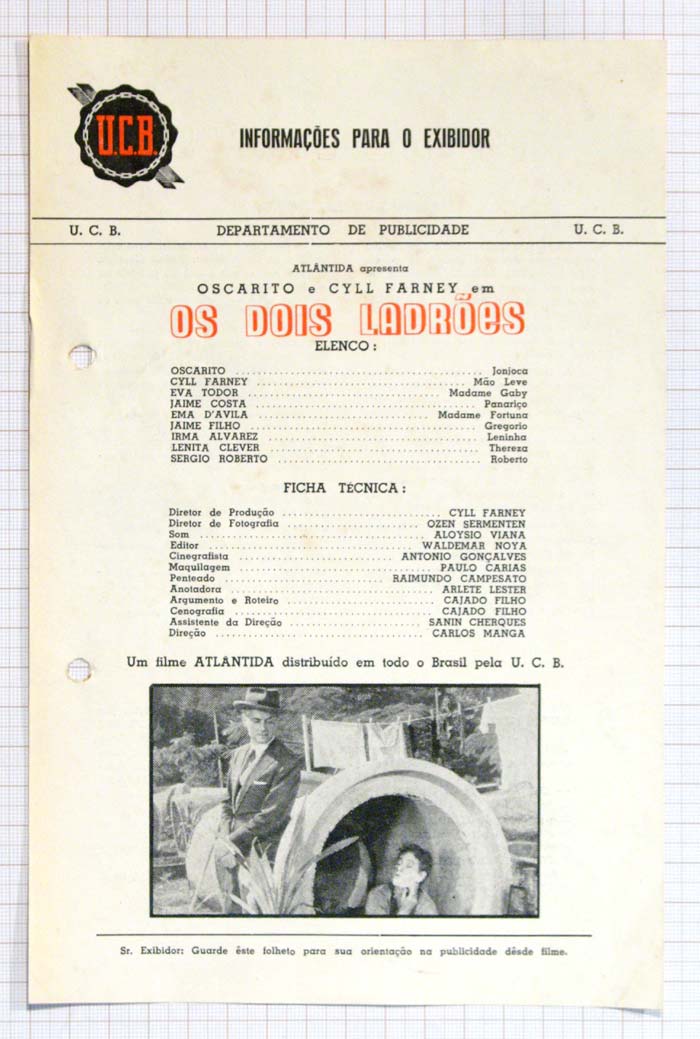 U.C.B.
INFORMAÇÕES PARA O EXIBIDOR
U. C. B. DEPARTAMENTO DE PUBLICIDADE U. C. B.
ATLÂNTIDA apresenta
OSCARITO e CYLL FARNEY em
OS DOIS LADRÕES
ELENCO:
OSCARITO ........ Jonjoca
CYLL FARNEY ........ Mão Leve
EVA TODOR ........ Madame Gaby
JAIME COSTA ........ Panariço
EMA D'AVILA ........ Madame Fortuna
JAIME FILHO ........ Gregorio
IRMA ALVAREZ ........ Leninha
LENITA CLEVER ........ Thereza
SERGIO ROBERTO ........ Roberto
FICHA TÉCNICA:
Diretor de Produção ........ CYLL FARNEY
Diretor de Fotografia ........ OZEN SERMENTEN
Som ........ ALOYSIO VIANA
Editor ........ WALDEMAR NOYA
Cinegrafista ........ ANTONIO GONÇALVES
Maquilagem ........ PAULO CARIAS
Penteado ........ RAIMUNDO CAMPESATO
Anotadora ........ ARLETE LESTER
Argumento e Roteiro ........ CAJADO FILHO
Cenografia ........ CAJADO FILHO
Assistente da Direção ........ SANIN CHERQUES
Direção ........ CARLOS MANGA
Um filme ATLÂNTIDA distribuído em todo o Brasil pela U. C. B.
Sr. Exibidor: Guarde êste folheto para sua orientação na publicidade dêsde filme.